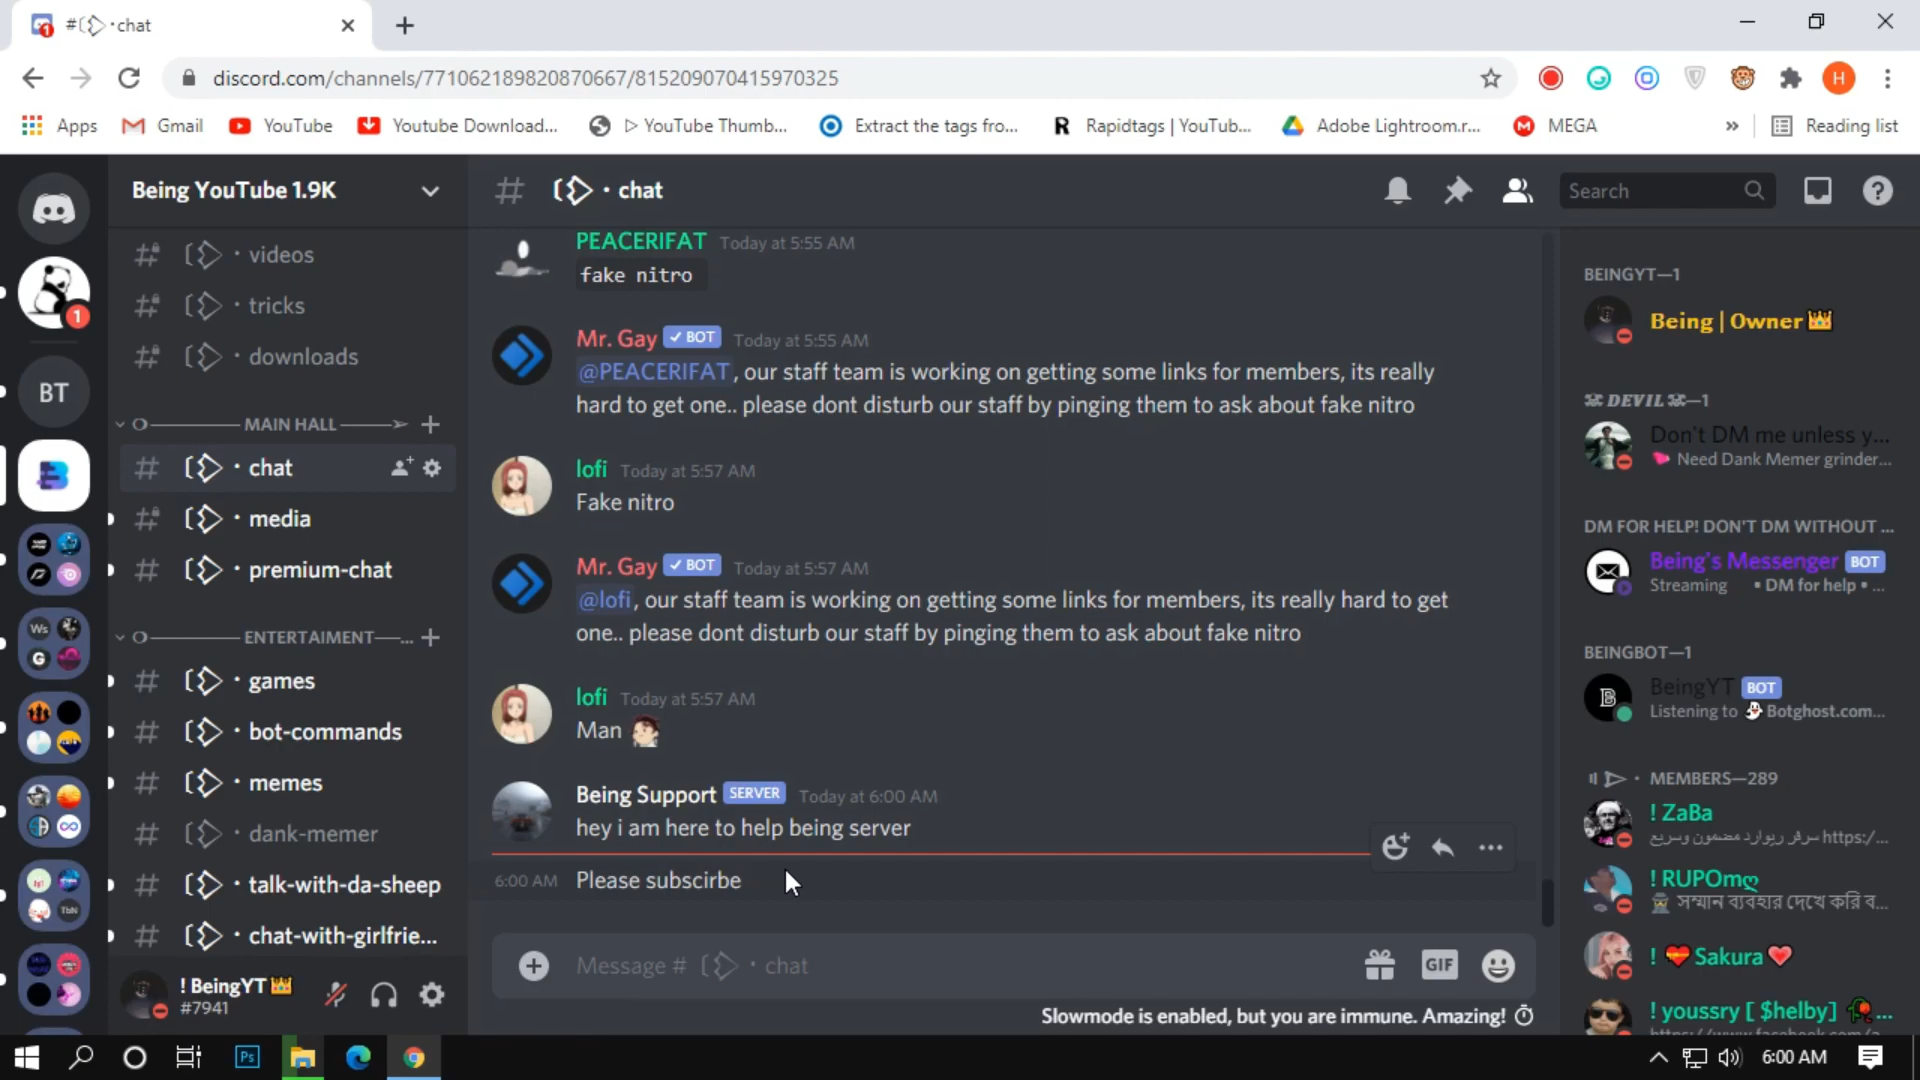 # ・chat
discord.com/channels/771062189820870667/815209070415970325
H
Apps
Gmail
YouTube
Youtube Download...
▷ YouTube Thumb...
Extract the tags fro...
Rapidtags | YouTub...
Adobe Lightroom.r...
MEGA
»
Reading list
Being YouTube 1.9K
・chat
Search
・videos
・tricks
・downloads
MAIN HALL
・chat
・media
・premium-chat
ENTERTAIMENT—...
・games
・bot-commands
・memes
・dank-memer
・talk-with-da-sheep
・chat-with-girlfrie...
1
BT
Ws
G
TbN
! BeingYT
#7941
PEACERIFAT Today at 5:55 AM
fake nitro
Mr. Gay ✓ BOT Today at 5:55 AM
@PEACERIFAT, our staff team is working on getting some links for members, its really
hard to get one.. please dont disturb our staff by pinging them to ask about fake nitro
lofi Today at 5:57 AM
Fake nitro
Mr. Gay ✓ BOT Today at 5:57 AM
@lofi, our staff team is working on getting some links for members, its really hard to get
one.. please dont disturb our staff by pinging them to ask about fake nitro
lofi Today at 5:57 AM
Man
Being Support SERVER Today at 6:00 AM
hey i am here to help being server
6:00 AM Please subscirbe
Message # ・chat
GIF
Slowmode is enabled, but you are immune. Amazing!
BEINGYT—1
Being | Owner 👑
DEVIL—1
Don't DM me unless y...
Need Dank Memer grinder...
DM FOR HELP! DON'T DM WITHOUT ...
Being's Messenger BOT
Streaming • DM for help • ...
BEINGBOT—1
BeingYT BOT
Listening to 👻 Botghost.com...
MEMBERS—289
! ZaBa
! RUPOmღ
সম্মান ব্যবহার দেখে করি ব...
! Sakura
! youssry [ $helby] ...
Ps
6:00 AM